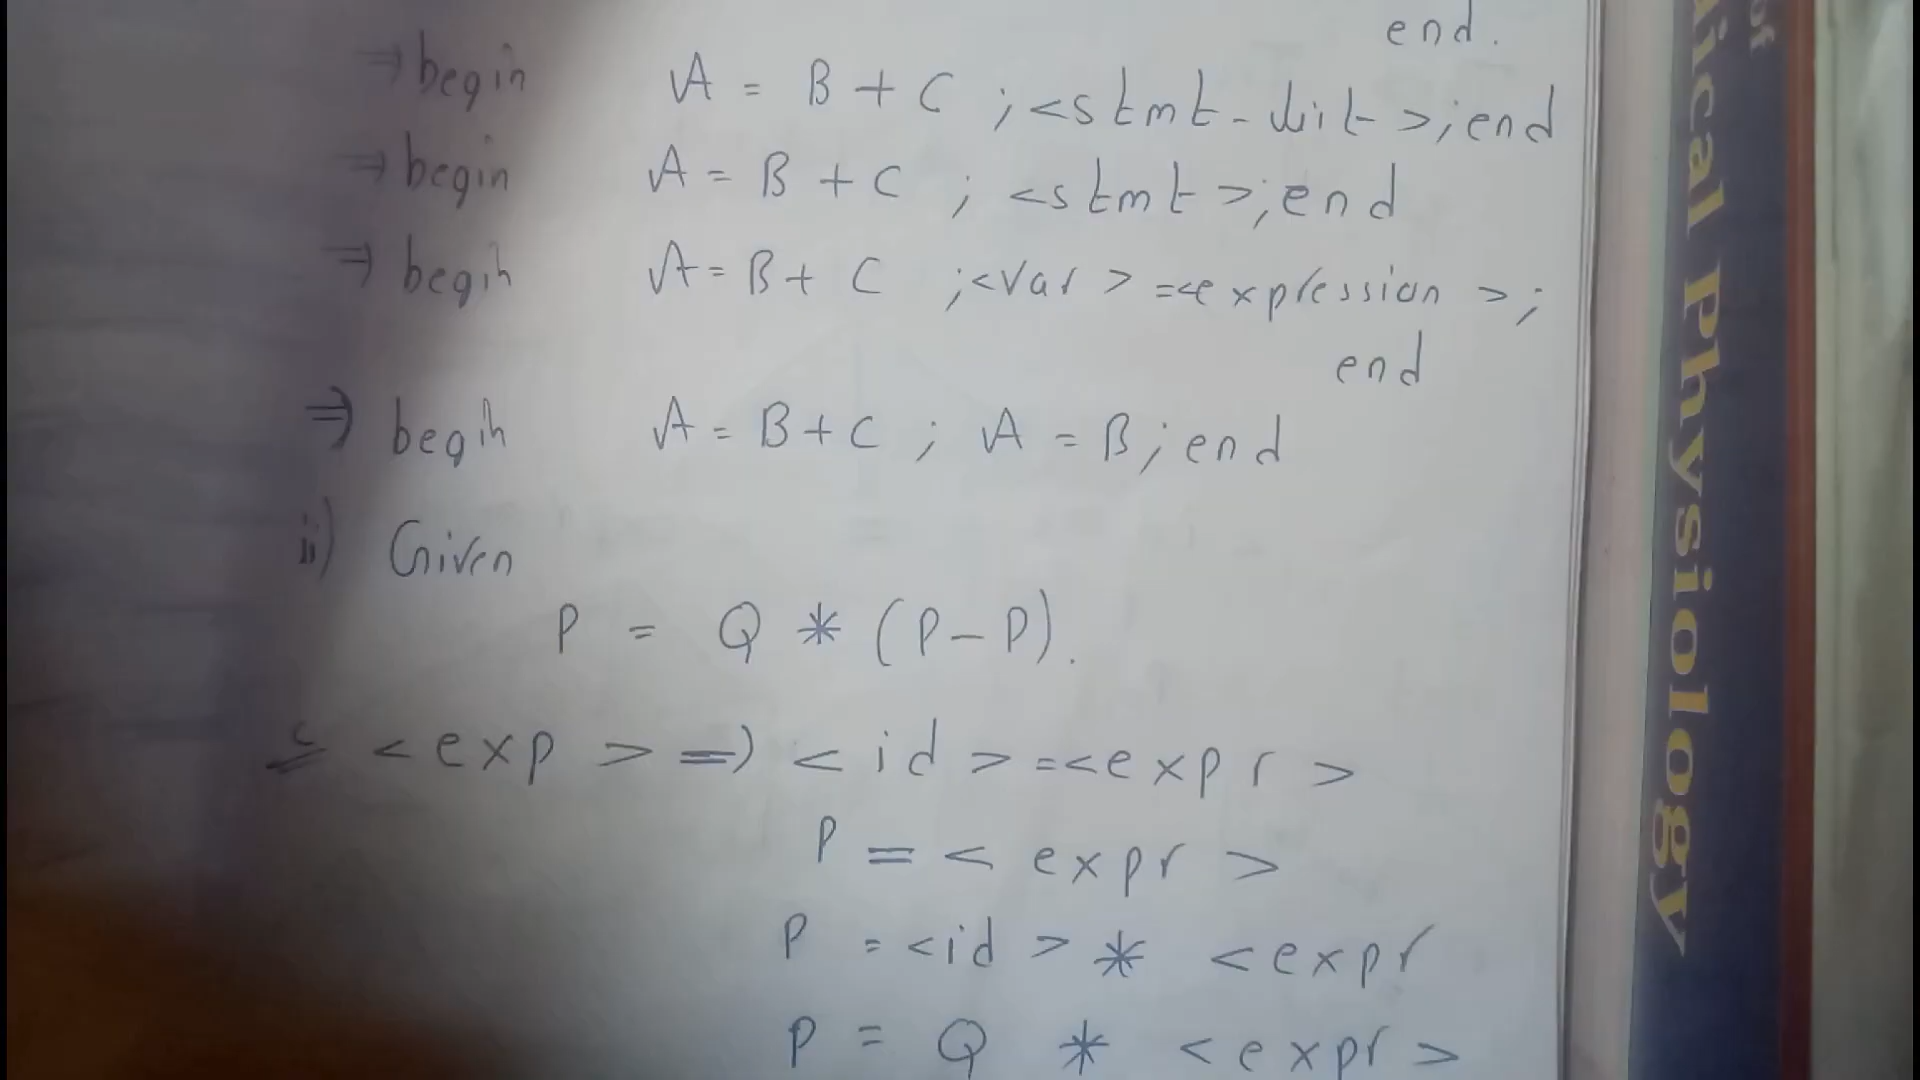 end.
⇒ begin A = B + C ; <stmt-list>; end
⇒ begin A = B + C ; <stmt>; end
⇒ begin A = B + C ; <var> = <expression>;
end
⇒ begin A = B + C ; A = B; end
ii) Given
P = Q * (P - P).
<exp> ⇒ <id> = <expr>
P = <expr>
P = <id> * <expr
P = Q * <expr>
of
ical Physiology